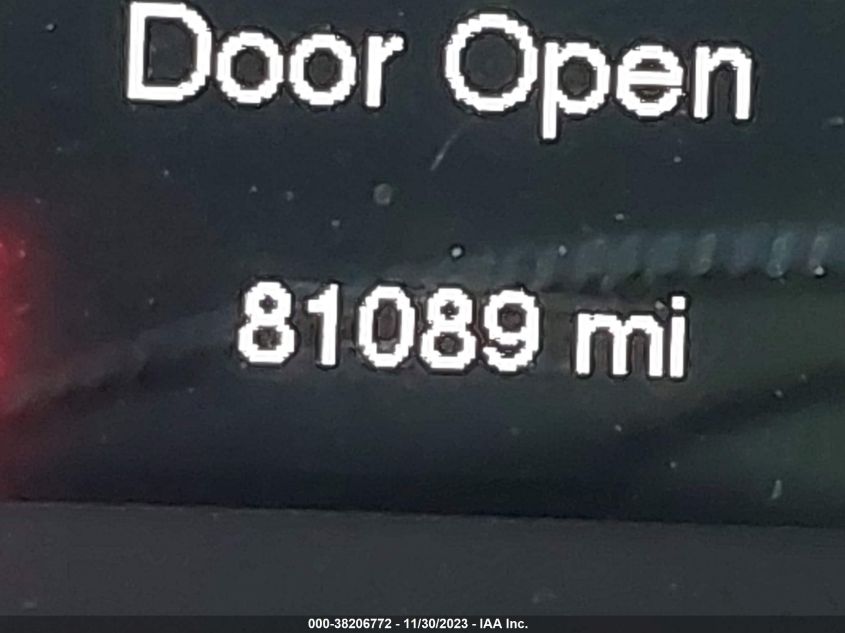 Door Open
81089 mi
000-38206772 - 11/30/2023 - IAA Inc.